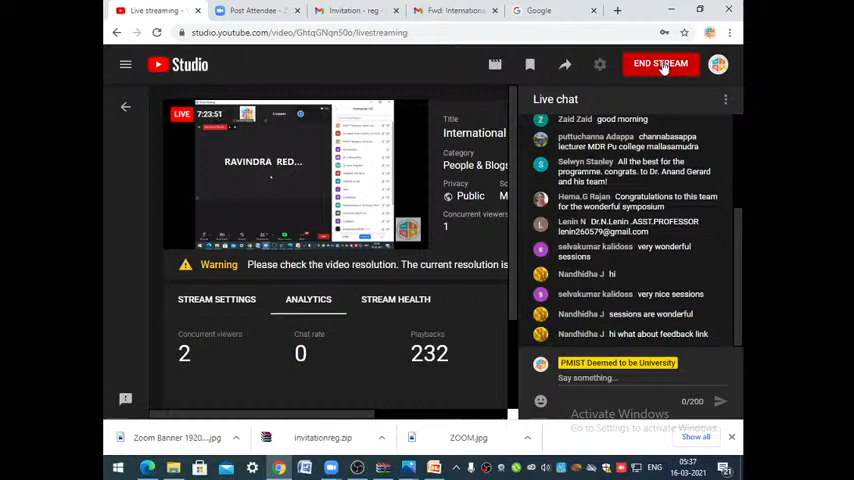 Live streaming -
Post Attendee - Z
Invitation - reg -
Fwd: Internationa
Google
studio.youtube.com/video/GhtqGNqn50o/livestreaming
Studio
END STREAM
LIVE
7:23:51
RAVINDRA RED...
Title
International
Category
People & Blogs
Privacy
Public
Concurrent viewers
1
Warning Please check the video resolution. The current resolution is
STREAM SETTINGS
ANALYTICS
STREAM HEALTH
Concurrent viewers
2
Chat rate
0
Playbacks
232
Live chat
Zaid Zaid good morning
puttuchanna Adappa channabasappa
lecturer MDR Pu college mallasamudra
Selwyn Stanley All the best for the
programme. congrats. to Dr. Anand Gerard
and his team!
Hema.G Rajan Congratulations to this team
for the wonderful symposium
Lenin N Dr.N.Lenin .ASST.PROFESSOR
lenin260579@gmail.com
selvakumar kalidoss very wonderful
sessions
Nandhidha J hi
selvakumar kalidoss very nice sessions
Nandhidha J sessions are wonderful
Nandhidha J hi what about feedback link
PMIST Deemed to be University
Say something...
0/200
Activate Windows
Go to Settings to activate Windows.
Zoom Banner 1920....jpg
invitationreg.zip
ZOOM.jpg
Show all
ENG
05:37
16-03-2021
21